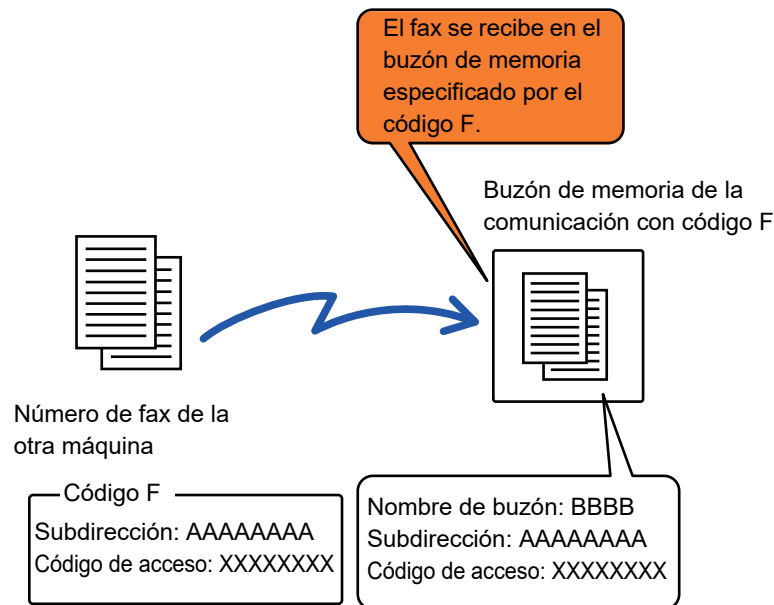 El fax se recibe en el
buzón de memoria
especificado por el
código F.
Buzón de memoria de la
comunicación con código F
Número de fax de la
otra máquina
Código F
Subdirección: AAAAAAAA
Código de acceso: XXXXXXXX
Nombre de buzón: BBBB
Subdirección: AAAAAAAA
Código de acceso: XXXXXXXX